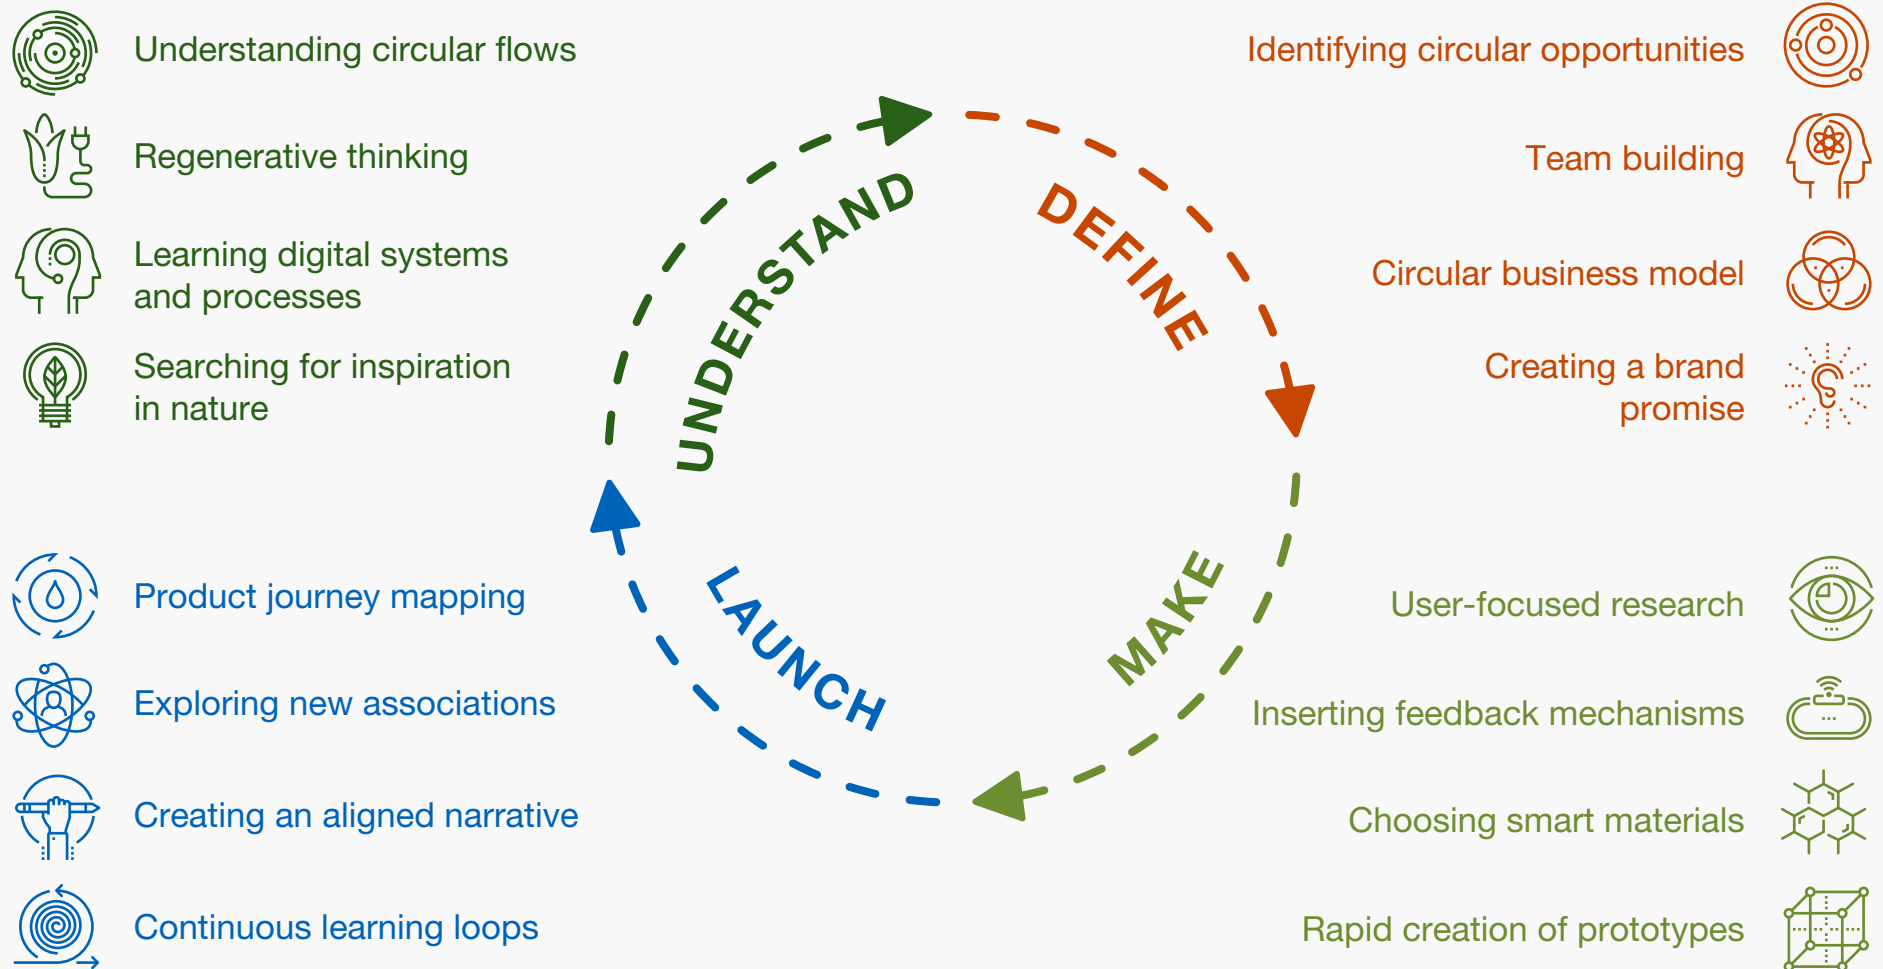 Understanding circular flows
Regenerative thinking
Learning digital systems
and processes
Searching for inspiration
in nature
Identifying circular opportunities
Team building
Circular business model
Creating a brand
promise
UNDERSTAND
DEFINE
MAKE
LAUNCH
Product journey mapping
Exploring new associations
Creating an aligned narrative
Continuous learning loops
User-focused research
Inserting feedback mechanisms
Choosing smart materials
Rapid creation of prototypes